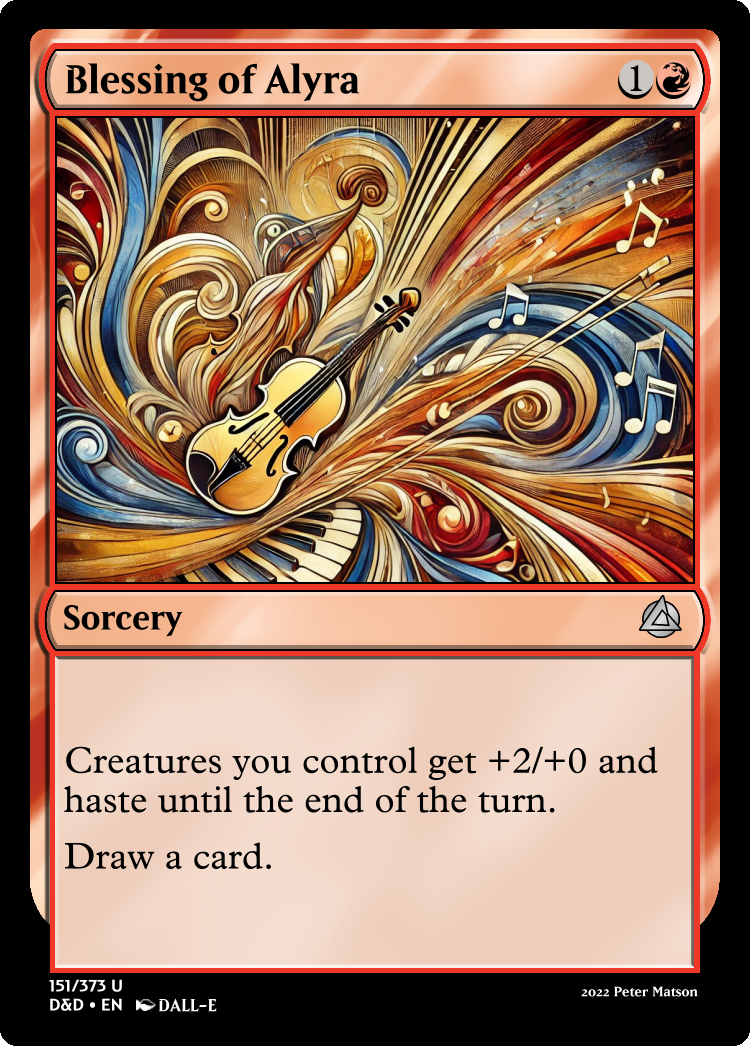 Blessing of Alyra 1
Sorcery
Creatures you control get +2/+0 and
haste until the end of the turn.
Draw a card.
151/373 U
D&D • EN DALL-E
2022 Peter Matson